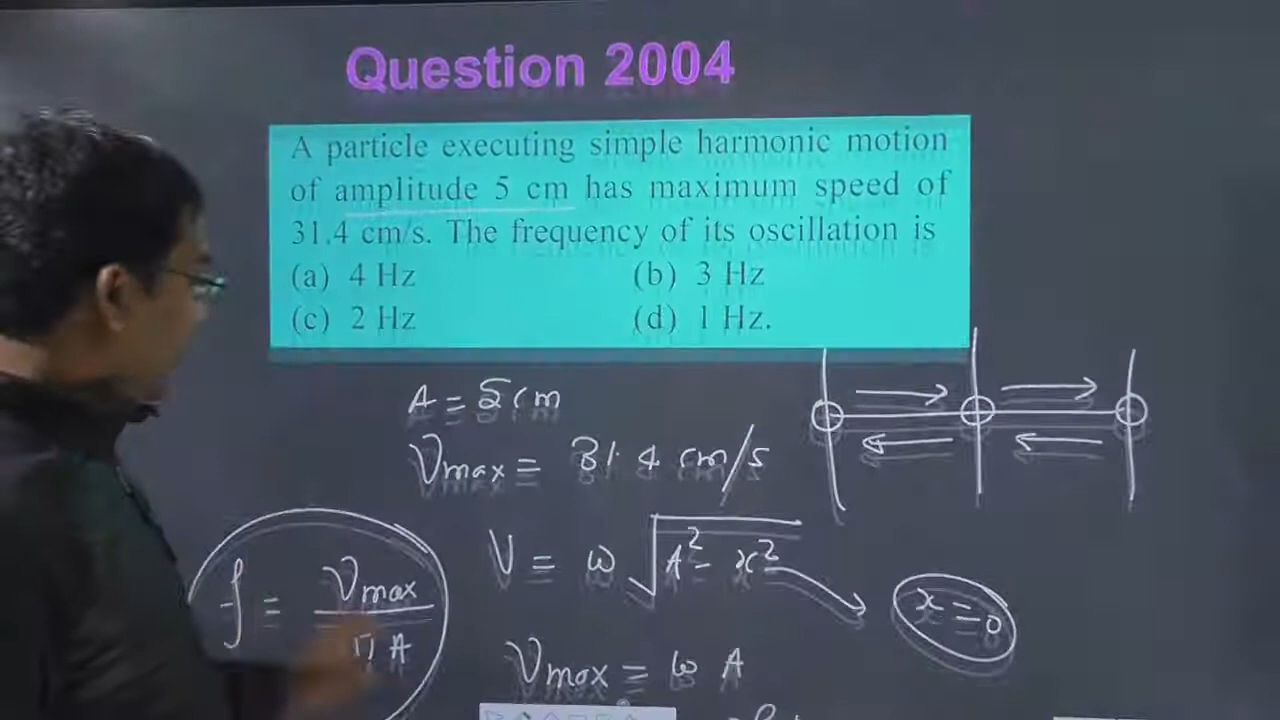 Question 2004
A particle executing simple harmonic motion
of amplitude 5 cm has maximum speed of
31.4 cm/s. The frequency of its oscillation is
(a) 4 Hz (b) 3 Hz
(c) 2 Hz (d) 1 Hz.
A = 5 cm
Vmax = 31.4 cm/s
V = ω √A² - x²
x = 0
f = Vmax
π A
Vmax = ω A